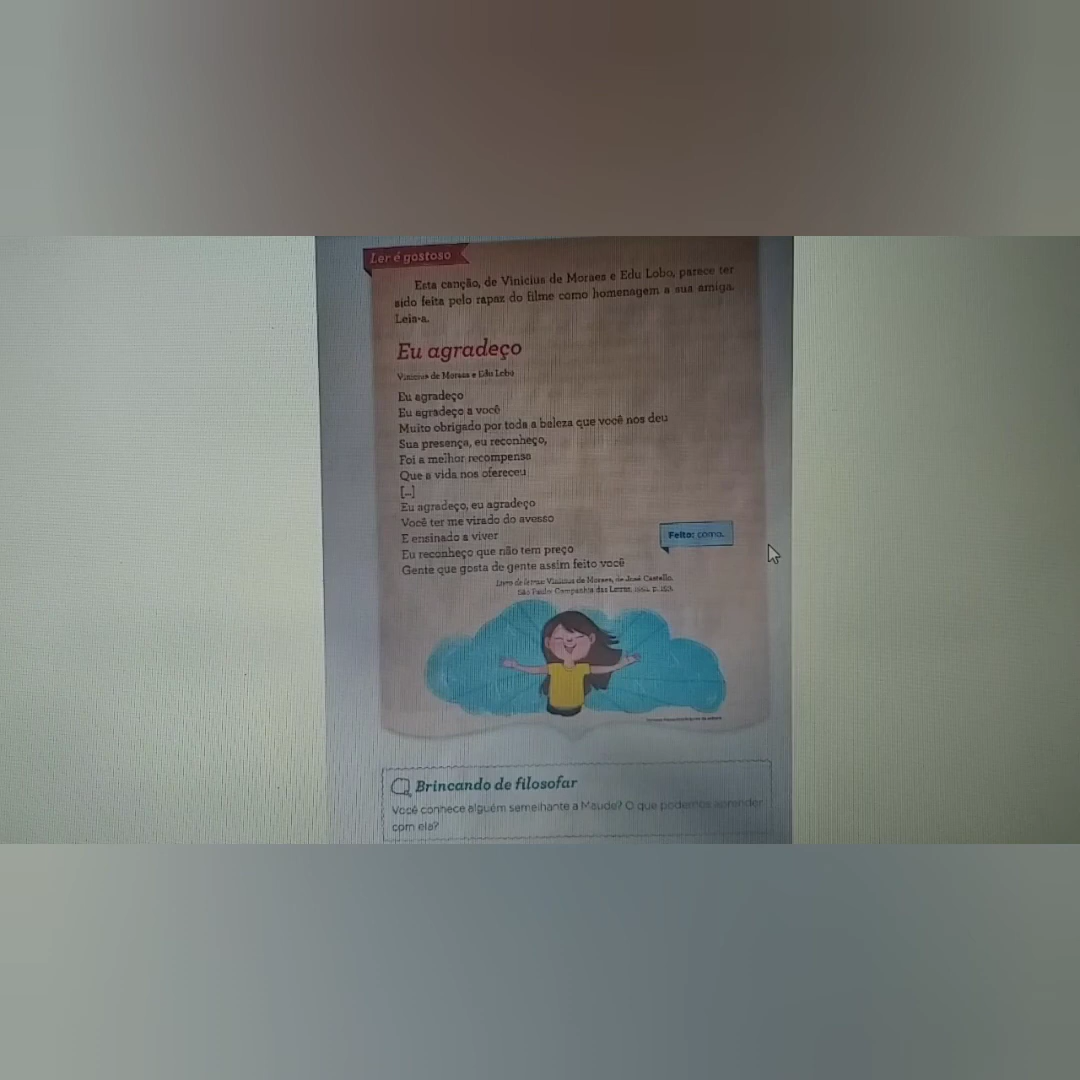 Ler é gostoso
Esta canção, de Vinicius de Moraes e Edu Lobo, parece ter
sido feita pelo rapaz do filme como homenagem a sua amiga.
Leia-a.
Eu agradeço
Vinicius de Moraes e Edu Lobo
Eu agradeço
Eu agradeço a você
Muito obrigado por toda a beleza que você nos deu
Sua presença, eu reconheço,
Foi a melhor recompensa
Que a vida nos ofereceu
[...]
Eu agradeço, eu agradeço
Você ter me virado do avesso
E ensinado a viver
Eu reconheço que não tem preço
Gente que gosta de gente assim feito você
Feito: como.
Livro de letras: Vinicius de Moraes, de José Castello.
São Paulo: Companhia das Letras,
Brincando de filosofar
Você conhece alguém semelhante a Maude? O que podemos aprender
com ela?